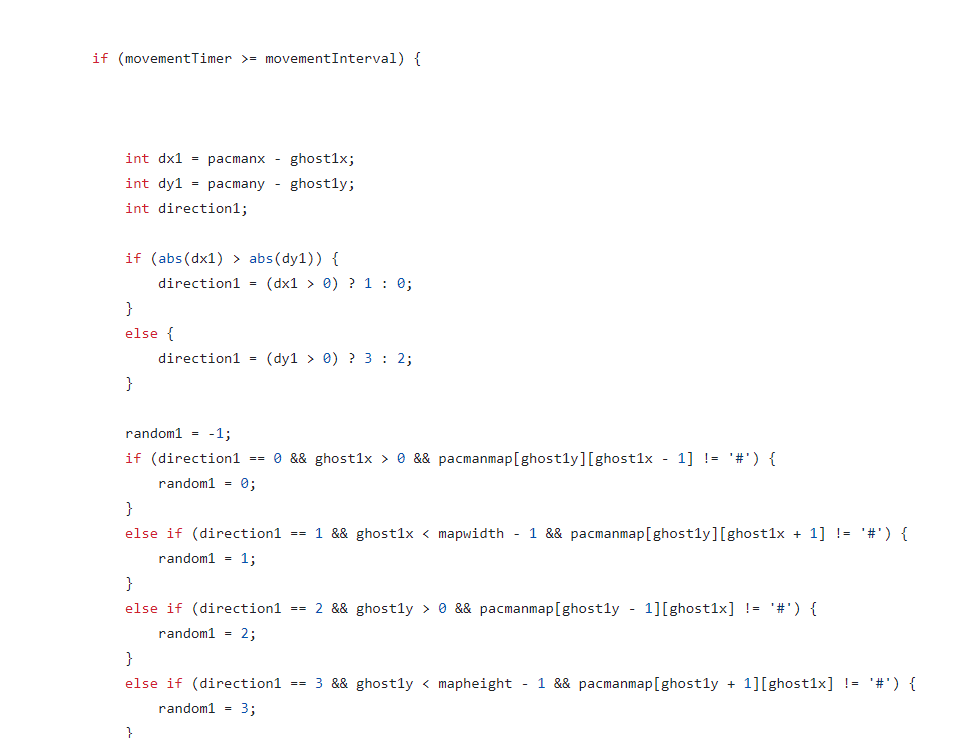 if (movementTimer >= movementInterval) {
int dx1 = pacmanx - ghost1x;
int dy1 = pacmany - ghost1y;
int direction1;
if (abs(dx1) > abs(dy1)) {
direction1 = (dx1 > 0) ? 1 : 0;
}
else {
direction1 = (dy1 > 0) ? 3 : 2;
}
random1 = -1;
if (direction1 == 0 && ghost1x > 0 && pacmanmap[ghost1y][ghost1x - 1] != '#') {
random1 = 0;
}
else if (direction1 == 1 && ghost1x < mapwidth - 1 && pacmanmap[ghost1y][ghost1x + 1] != '#') {
random1 = 1;
}
else if (direction1 == 2 && ghost1y > 0 && pacmanmap[ghost1y - 1][ghost1x] != '#') {
random1 = 2;
}
else if (direction1 == 3 && ghost1y < mapheight - 1 && pacmanmap[ghost1y + 1][ghost1x] != '#') {
random1 = 3;
}